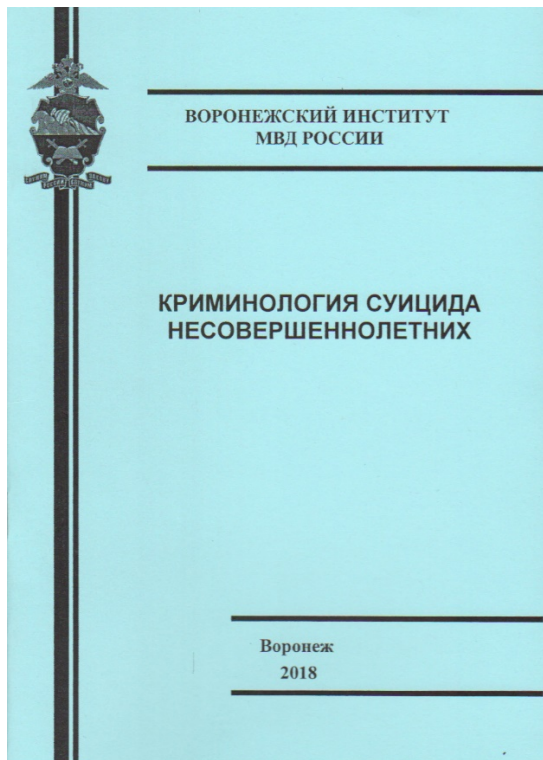 ВОРОНЕЖСКИЙ ИНСТИТУТ
МВД РОССИИ
КРИМИНОЛОГИЯ СУИЦИДА
НЕСОВЕРШЕННОЛЕТНИХ
Воронеж
2018